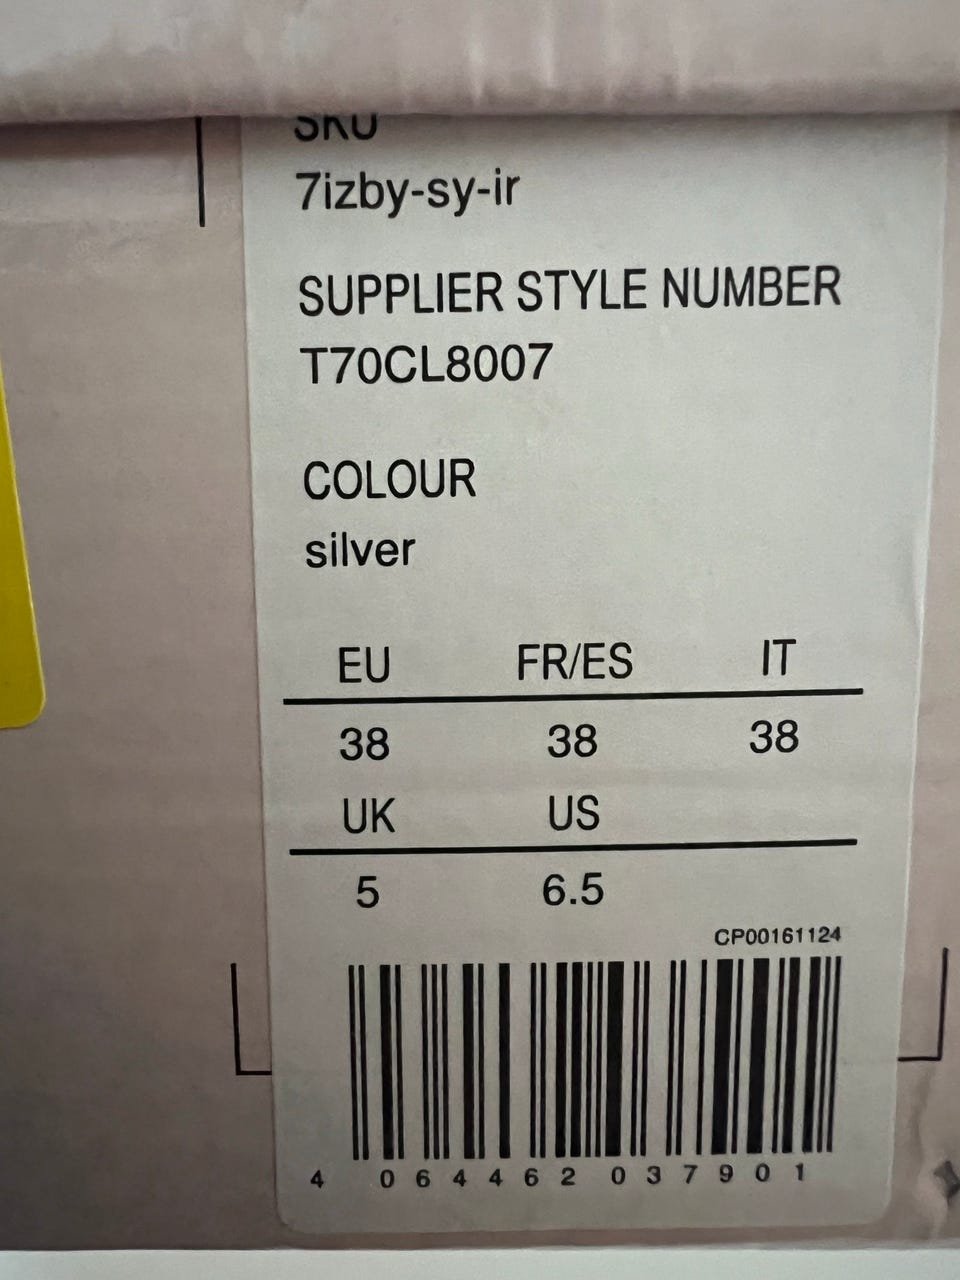 SKU
7izby-sy-ir
SUPPLIER STYLE NUMBER
T70CL8007
COLOUR
silver
EU FR/ES IT
38 38 38
UK US
5 6.5
CP00161124
4 064462 037901